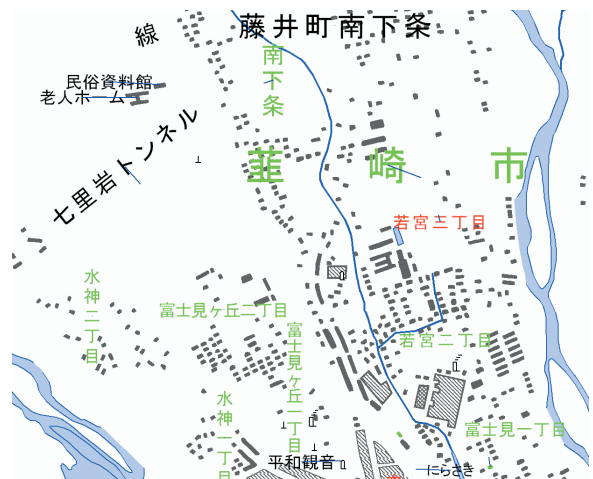 線
藤井町南下条
南下条
民俗資料館
老人ホーム
七里岩トンネル
韮崎市
若宮三丁目
水神二丁目
富士見ヶ丘二丁目
富士見ヶ丘一丁目
若宮二丁目
水神一丁目
富士見一丁目
平和観音
にらさき